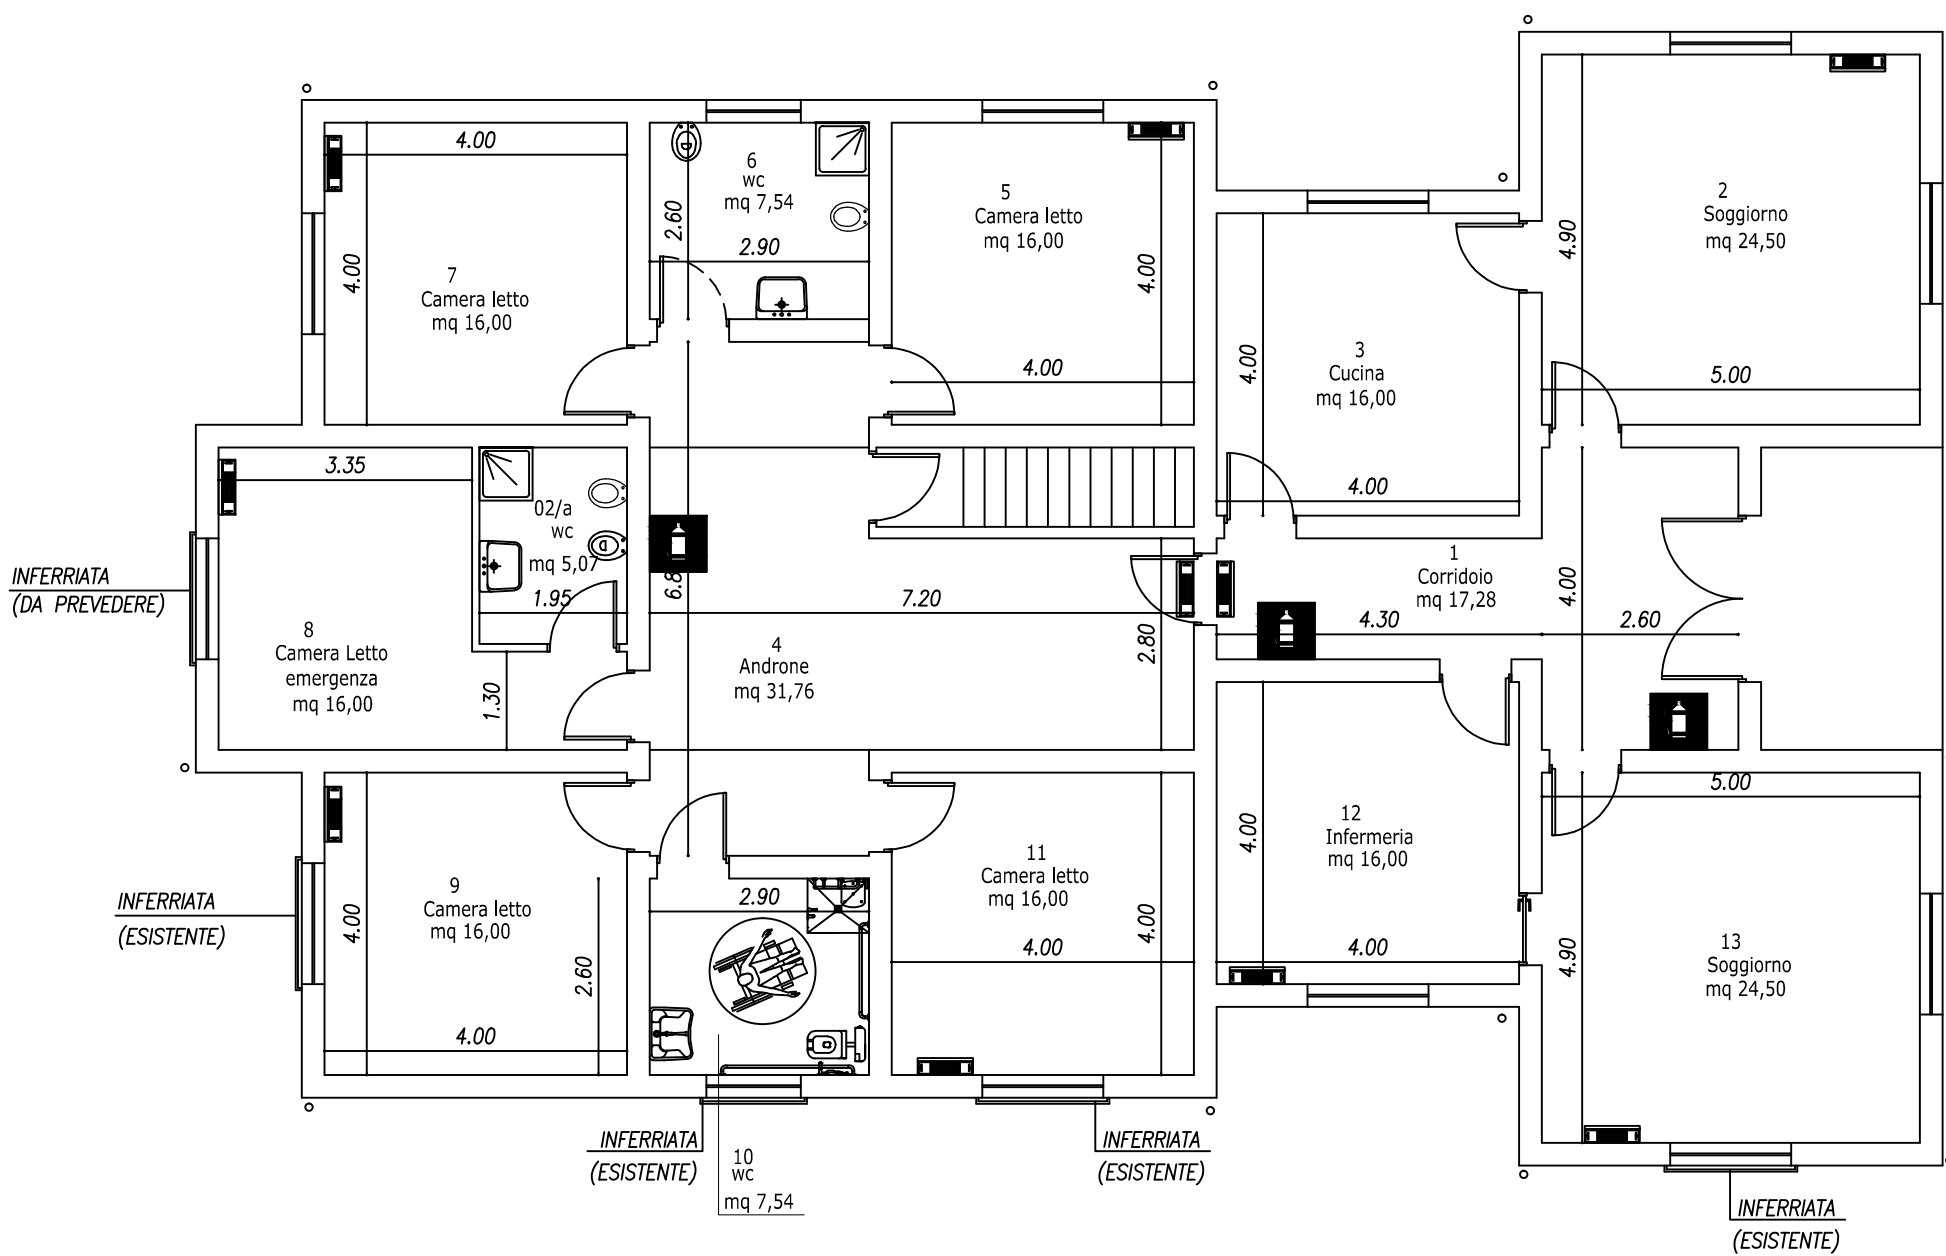 4.00
4.00
7
Camera letto
mq 16,00
6
wc
mq 7,54
2.60
2.90
5
Camera letto
mq 16,00
4.00
4.00
3
Cucina
mq 16,00
4.00
4.00
2
Soggiorno
mq 24,50
4.90
5.00
3.35
02/a
wc
mq 5,07
1.95
1.30
8
Camera Letto
emergenza
mq 16,00
INFERRIATA
(DA PREVEDERE)
6.8
7.20
2.80
4
Androne
mq 31,76
1
Corridoio
mq 17,28
4.30
4.00
2.60
INFERRIATA
(ESISTENTE)
9
Camera letto
mq 16,00
4.00
4.00
2.60
2.90
11
Camera letto
mq 16,00
4.00
4.00
12
Infermeria
mq 16,00
4.00
4.00
5.00
13
Soggiorno
mq 24,50
4.90
INFERRIATA
(ESISTENTE)
10
wc
mq 7,54
INFERRIATA
(ESISTENTE)
INFERRIATA
(ESISTENTE)